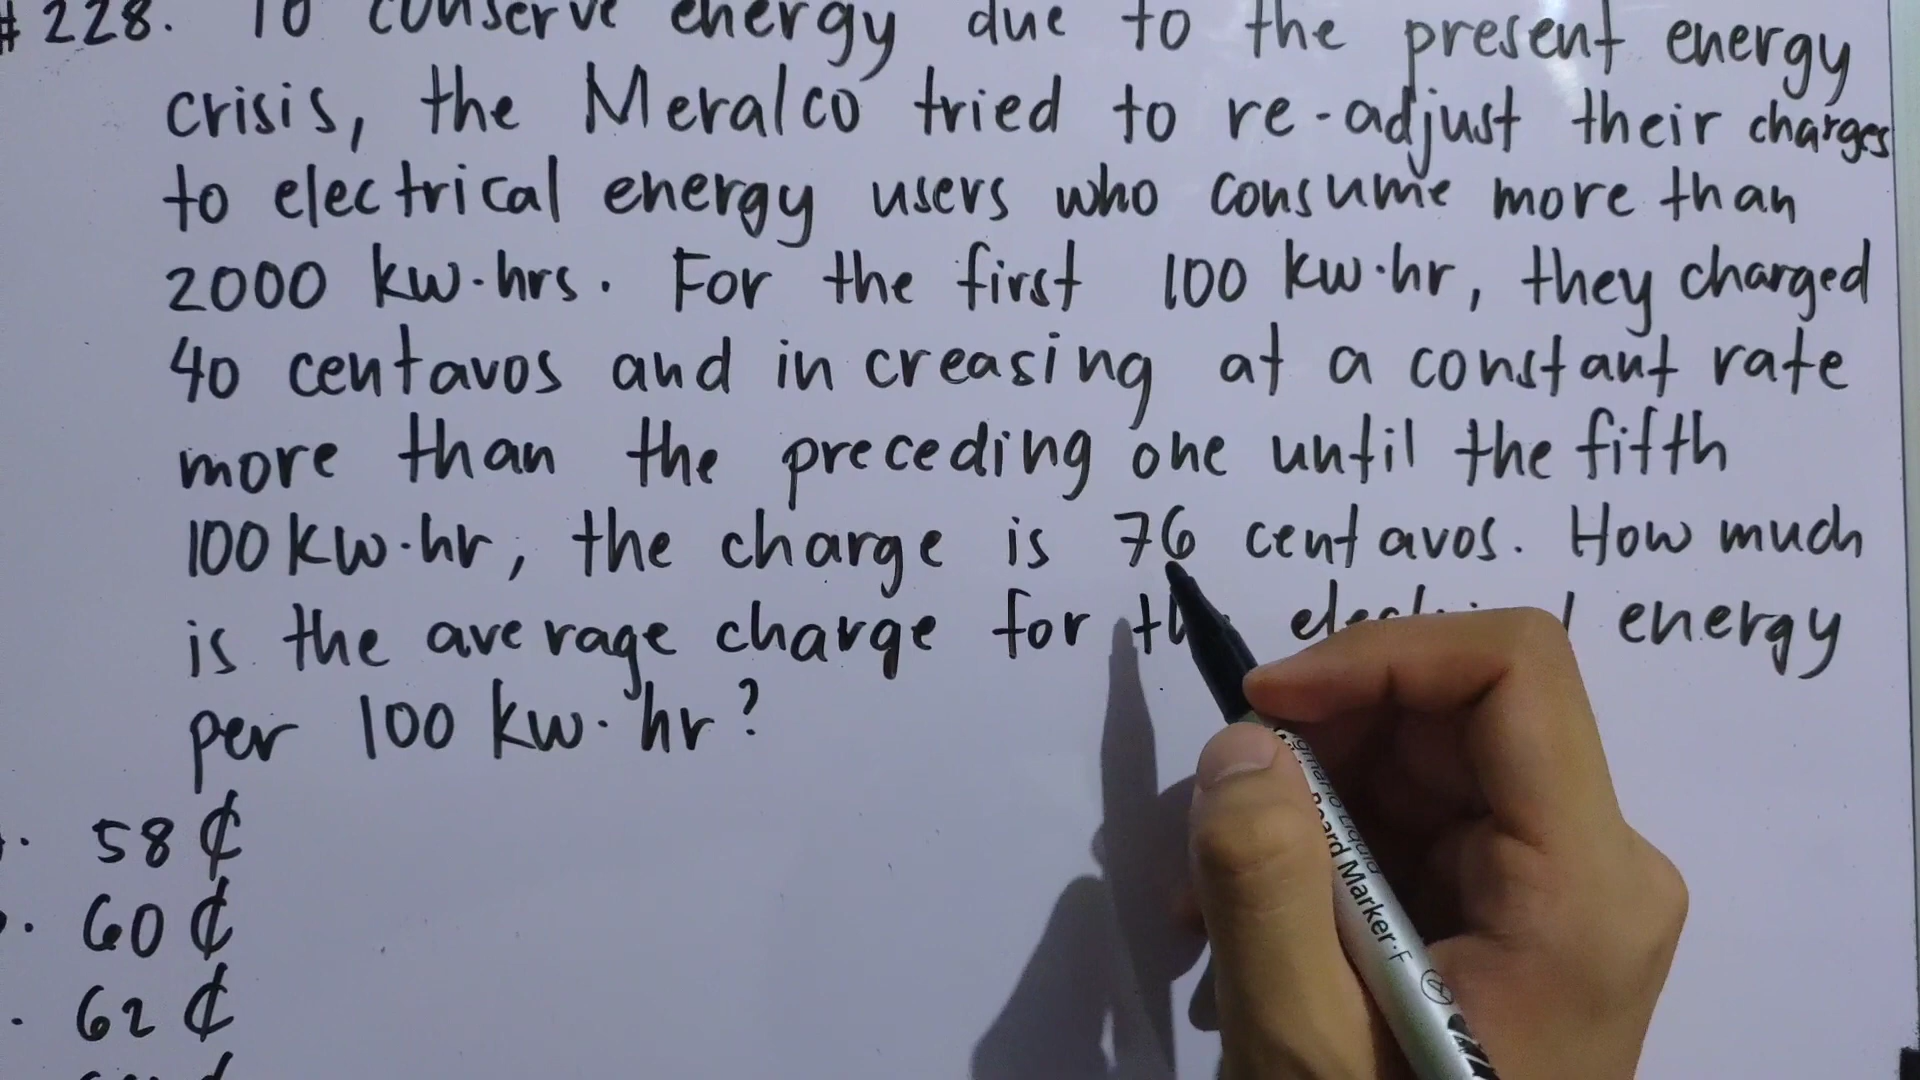 #228. To conserve energy due to the present energy
crisis, the Meralco tried to re-adjust their charges
to electrical energy users who consume more than
2000 kw·hrs. For the first 100 kw·hr, they charged
40 centavos and increasing at a constant rate
more than the preceding one until the fifth
100 kw·hr, the charge is 76 centavos. How much
is the average charge for energy
per 100 kw·hr?
58 ¢
60 ¢
62 ¢
Board Marker·F